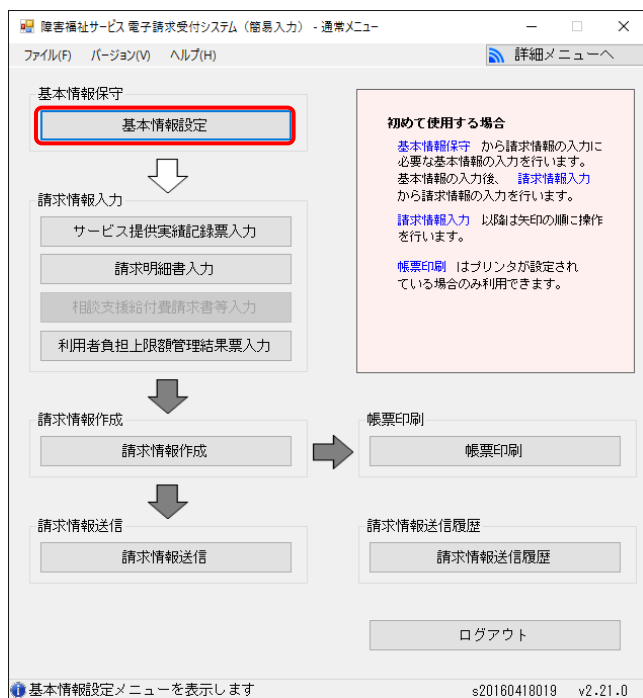 障害福祉サービス 電子請求受付システム（簡易入力） - 通常メニュー
ファイル(F) バージョン(V) ヘルプ(H)
詳細メニューへ
基本情報保守
基本情報設定
初めて使用する場合
基本情報保守 から請求情報の入力に
必要な基本情報の入力を行います。
基本情報の入力後、 請求情報入力
から請求情報の入力を行います。
請求情報入力 以降は矢印の順に操作
を行います。
帳票印刷 はプリンタが設定され
ている場合のみ利用できます。
請求情報入力
サービス提供実績記録票入力
請求明細書入力
相談支援給付費請求書等入力
利用者負担上限額管理結果票入力
請求情報作成
請求情報作成
帳票印刷
帳票印刷
請求情報送信
請求情報送信
請求情報送信履歴
請求情報送信履歴
ログアウト
基本情報設定メニューを表示します
s20160418019 v2.21.0